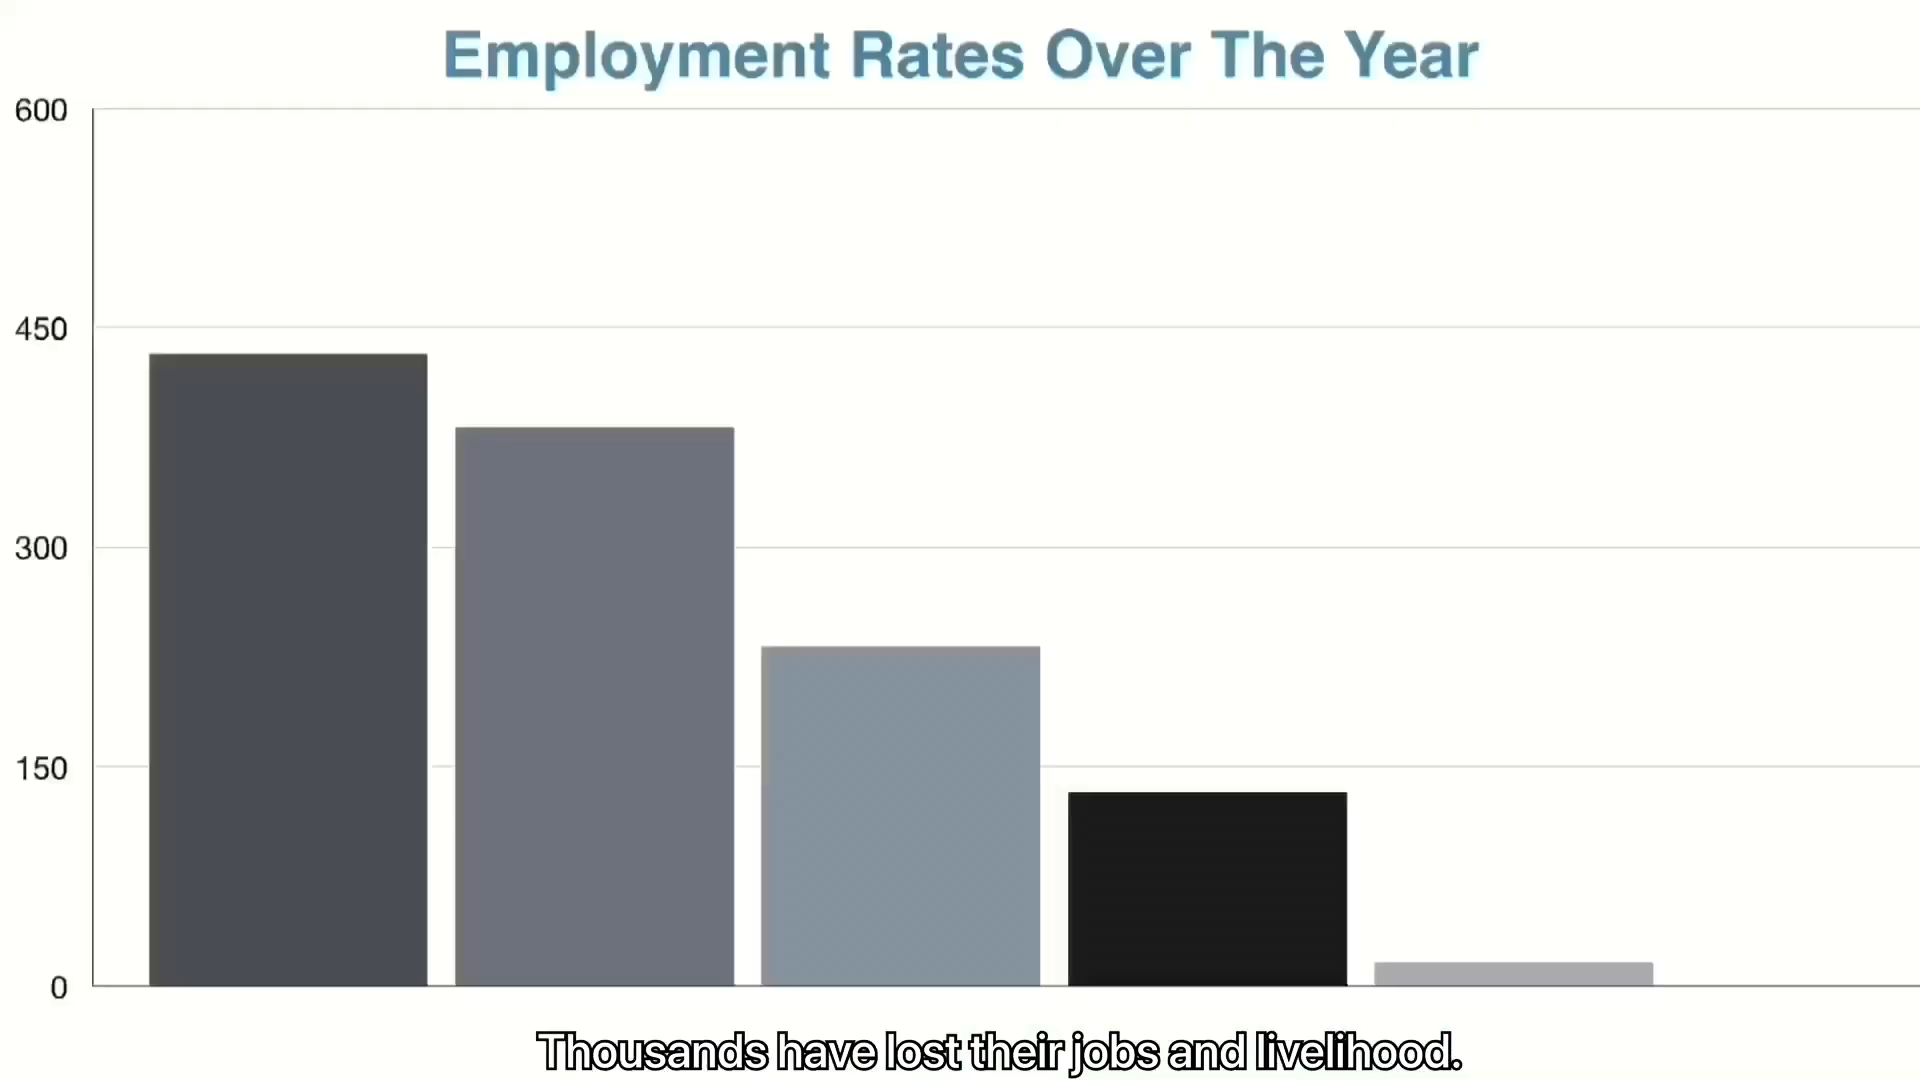 Employment Rates Over The Year
600
450
300
150
0
Thousands have lost their jobs and livelihood.